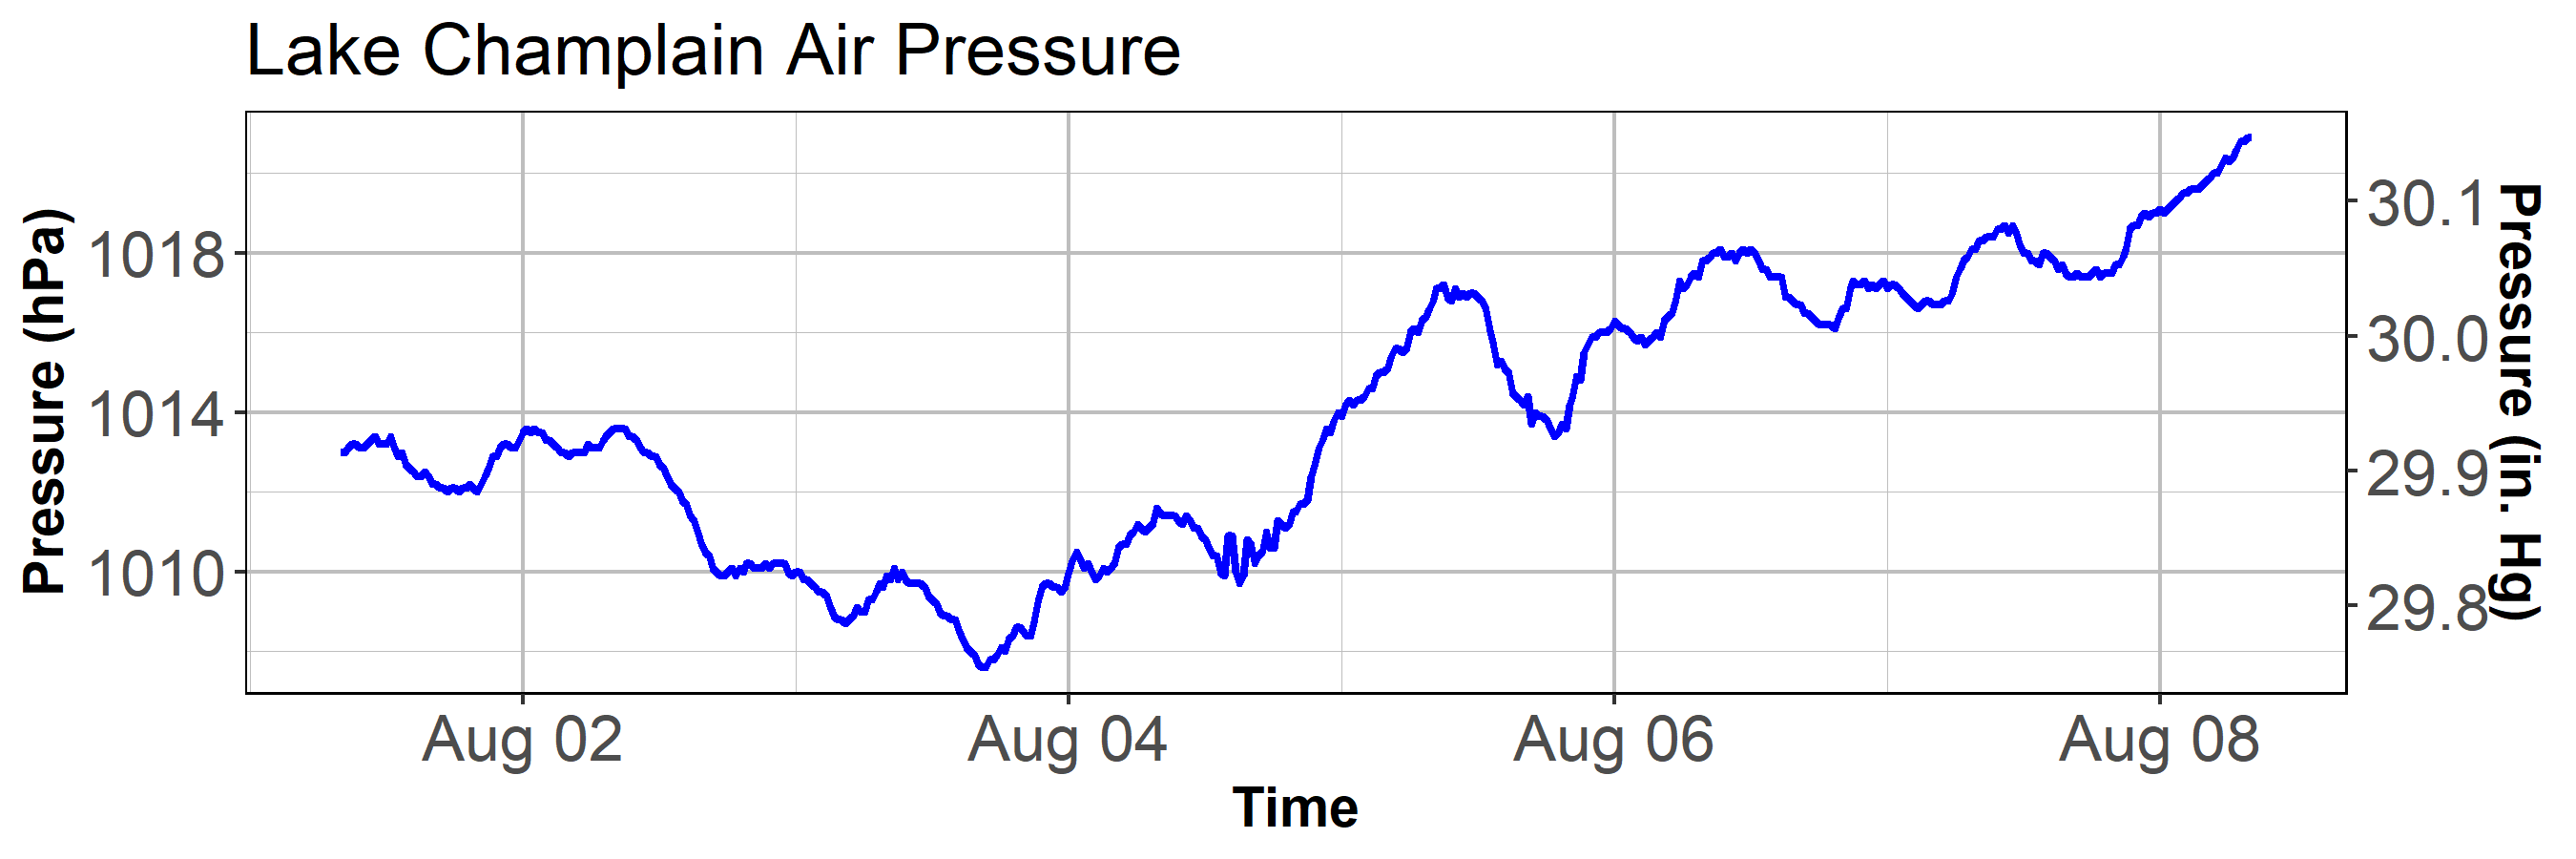 Lake Champlain Air Pressure
Pressure (hPa)
1018
1014
1010
30.1
30.0
29.9
29.8
Pressure (in. Hg)
Aug 02
Aug 04
Aug 06
Aug 08
Time